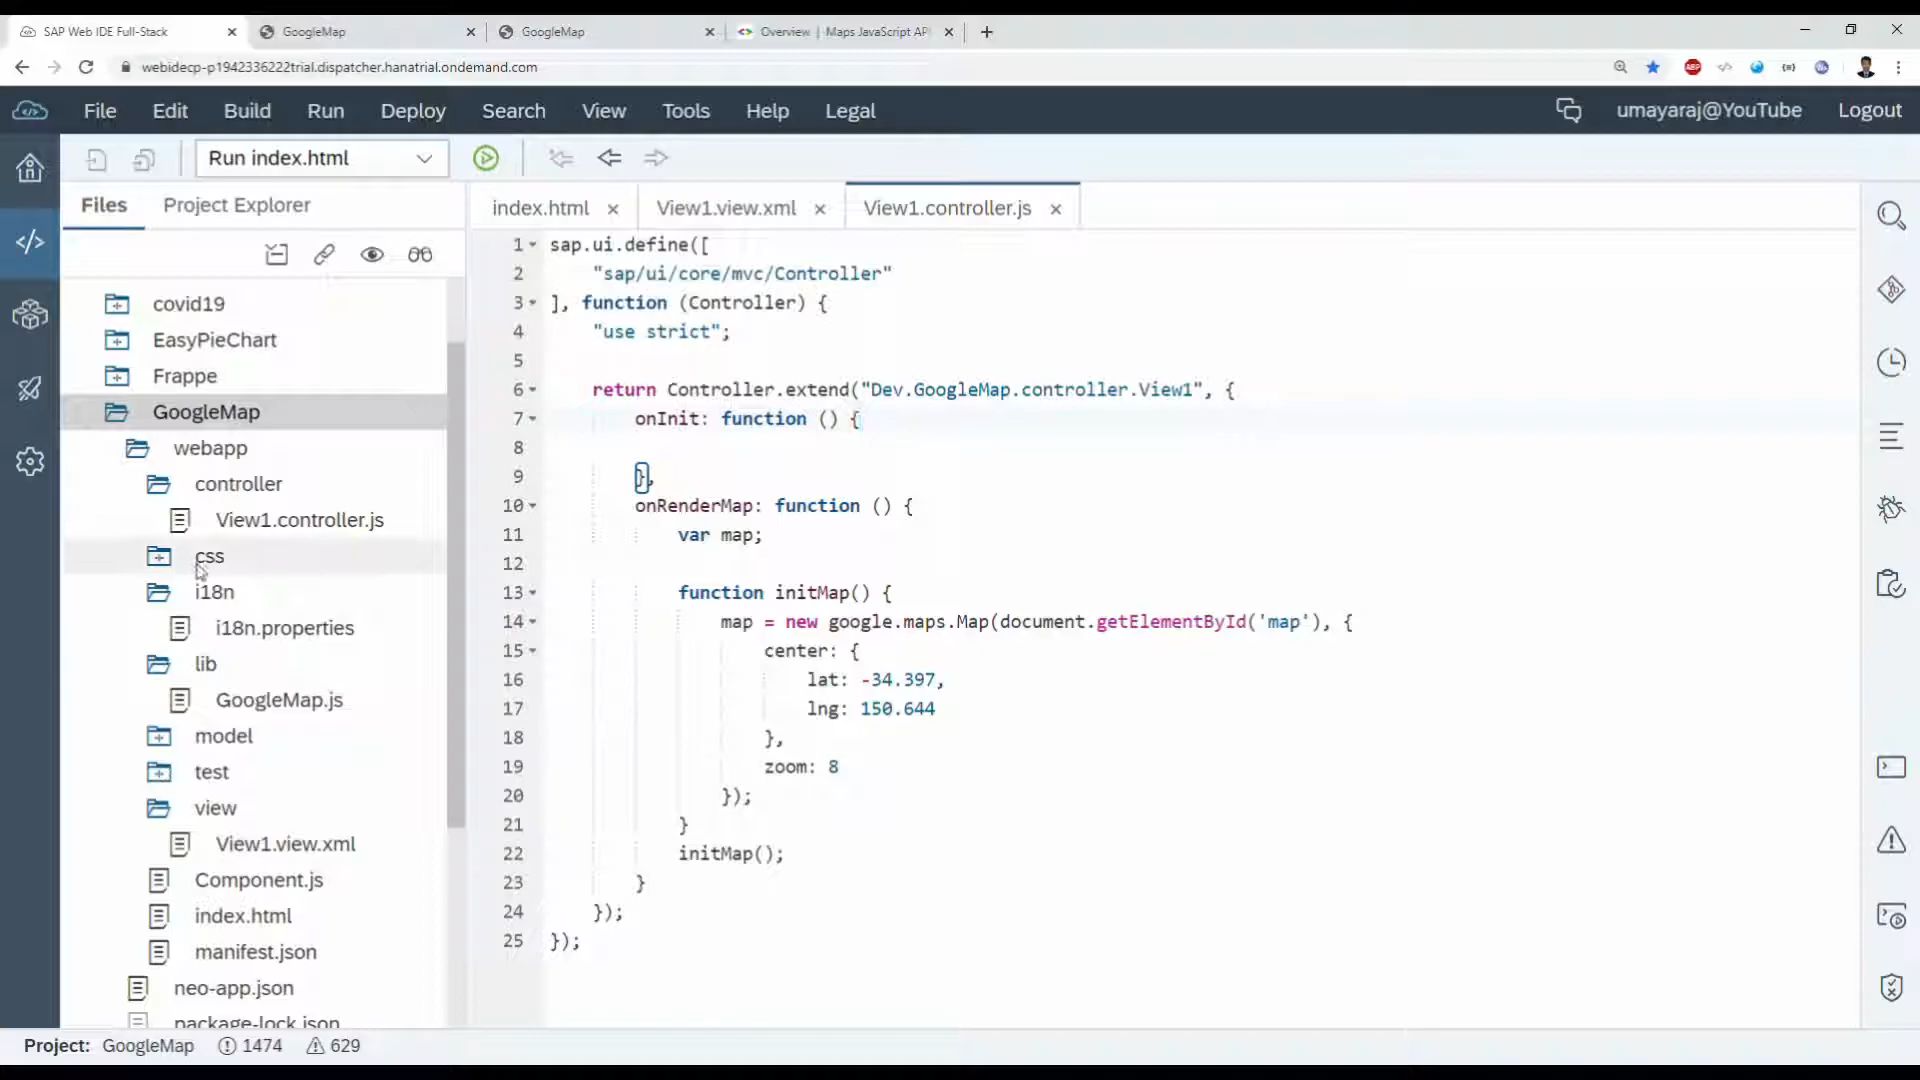 SAP Web IDE Full-Stack
GoogleMap
GoogleMap
Overview | Maps JavaScript AP
webidecp-p1942336222trial.dispatcher.hanatrial.ondemand.com
ABP
File Edit Build Run Deploy Search View Tools Help Legal
umayaraj@YouTube
Logout
Run index.html
Files
Project Explorer
covid19
EasyPieChart
Frappe
GoogleMap
webapp
controller
View1.controller.js
css
i18n
i18n.properties
lib
GoogleMap.js
model
test
view
View1.view.xml
Component.js
index.html
manifest.json
neo-app.json
package-lock.json
index.html
View1.view.xml
View1.controller.js
1 sap.ui.define([
2 "sap/ui/core/mvc/Controller"
3 ], function (Controller) {
4 "use strict";
5
6 return Controller.extend("Dev.GoogleMap.controller.View1", {
7 onInit: function () {
8
9 },
10 onRenderMap: function () {
11 var map;
12
13 function initMap() {
14 map = new google.maps.Map(document.getElementById('map'), {
15 center: {
16 lat: -34.397,
17 lng: 150.644
18 },
19 zoom: 8
20 });
21 }
22 initMap();
23 }
24 });
25 });
Project: GoogleMap 1474 629